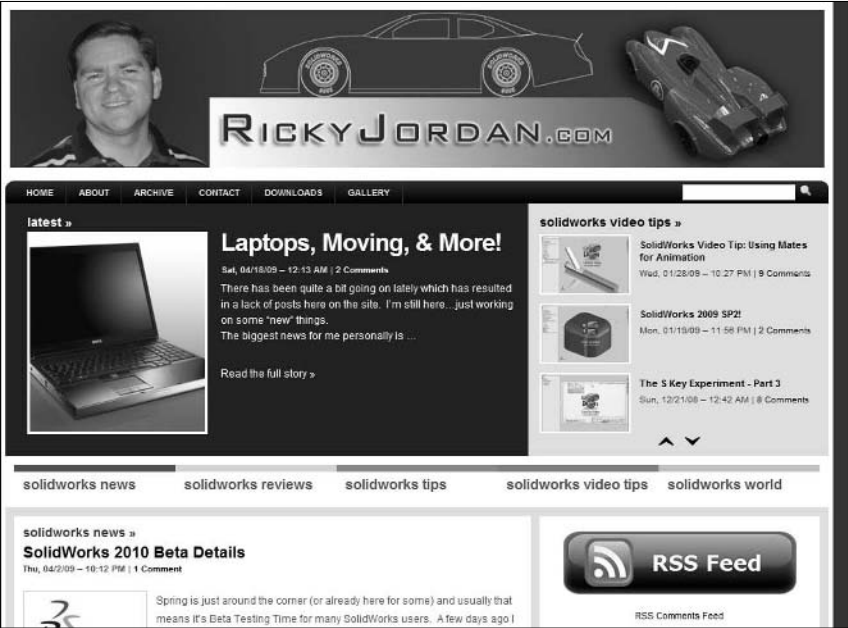 SOLIDWORKS
SOLIDWORKS
RICKYJORDAN.COM
HOME ABOUT ARCHIVE CONTACT DOWNLOADS GALLERY
latest »
Laptops, Moving, & More!
Sat, 04/18/09 – 12:13 AM | 2 Comments
There has been quite a bit going on lately which has resulted
in a lack of posts here on the site. I'm still here...just working
on some "new" things.
The biggest news for me personally is ...
Read the full story »
solidworks video tips »
SolidWorks Video Tip: Using Mates
for Animation
Wed, 01/28/09 – 10:27 PM | 9 Comments
SolidWorks 2009 SP2!
Mon, 01/19/09 – 11:56 PM | 2 Comments
The S Key Experiment - Part 3
Sun, 12/21/08 – 12:42 AM | 8 Comments
solidworks news
solidworks reviews
solidworks tips
solidworks video tips
solidworks world
solidworks news »
SolidWorks 2010 Beta Details
Thu, 04/2/09 – 10:12 PM | 1 Comment
Spring is just around the corner (or already here for some) and usually that
means it's Beta Testing Time for many SolidWorks users. A few days ago I
RSS Feed
RSS Comments Feed